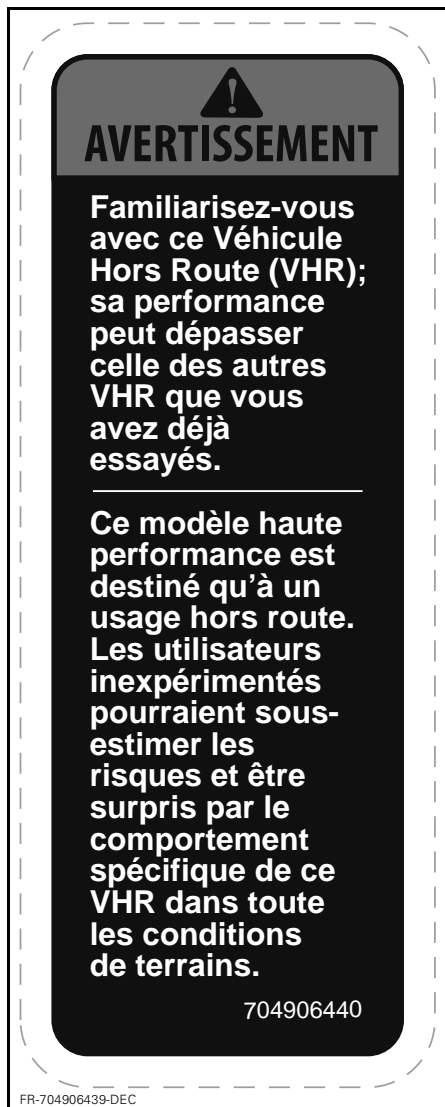 AVERTISSEMENT
Familiarisez-vous
avec ce Véhicule
Hors Route (VHR);
sa performance
peut dépasser
celle des autres
VHR que vous
avez déjà
essayés.
Ce modèle haute
performance est
destiné qu'à un
usage hors route.
Les utilisateurs
inexpérimentés
pourraient sous-
estimer les
risques et être
surpris par le
comportement
spécifique de ce
VHR dans toute
les conditions
de terrains.
704906440
FR-704906439-DEC